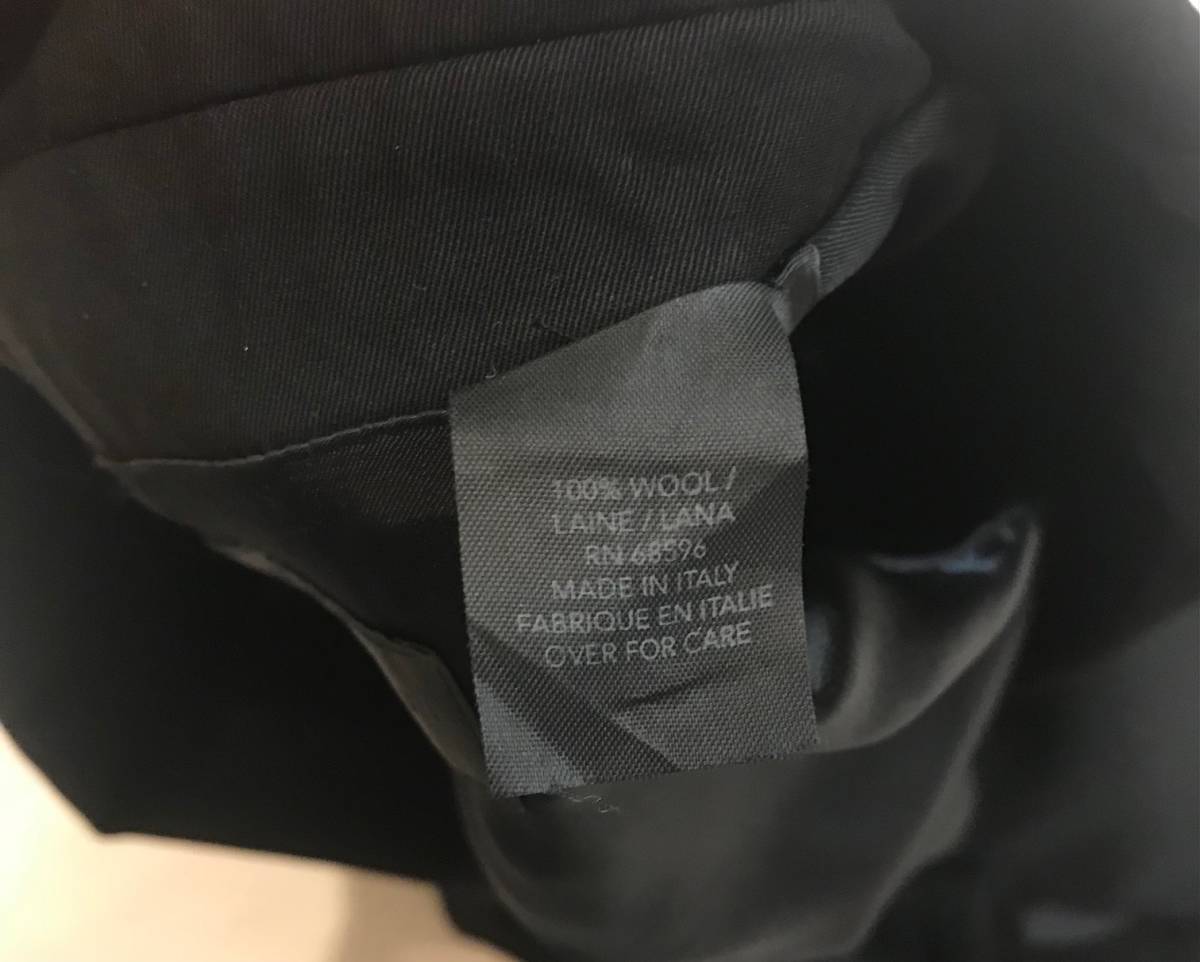 100% WOOL /
LAINE / LANA
RN 68596
MADE IN ITALY
FABRIQUE EN ITALIE
OVER FOR CARE